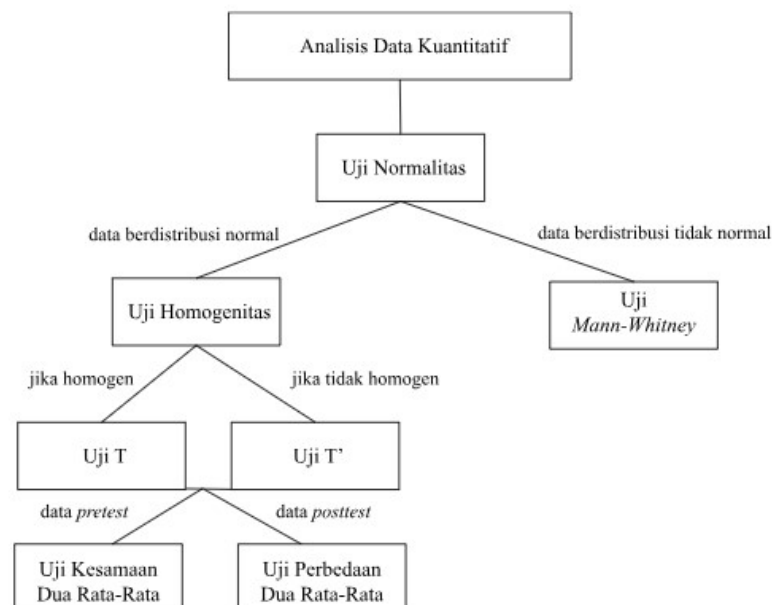 Analisis Data Kuantitatif
Uji Normalitas
data berdistribusi normal
data berdistribusi tidak normal
Uji Homogenitas
Uji
Mann-Whitney
jika homogen
jika tidak homogen
Uji T
Uji T’
data pretest
data posttest
Uji Kesamaan
Dua Rata-Rata
Uji Perbedaan
Dua Rata-Rata